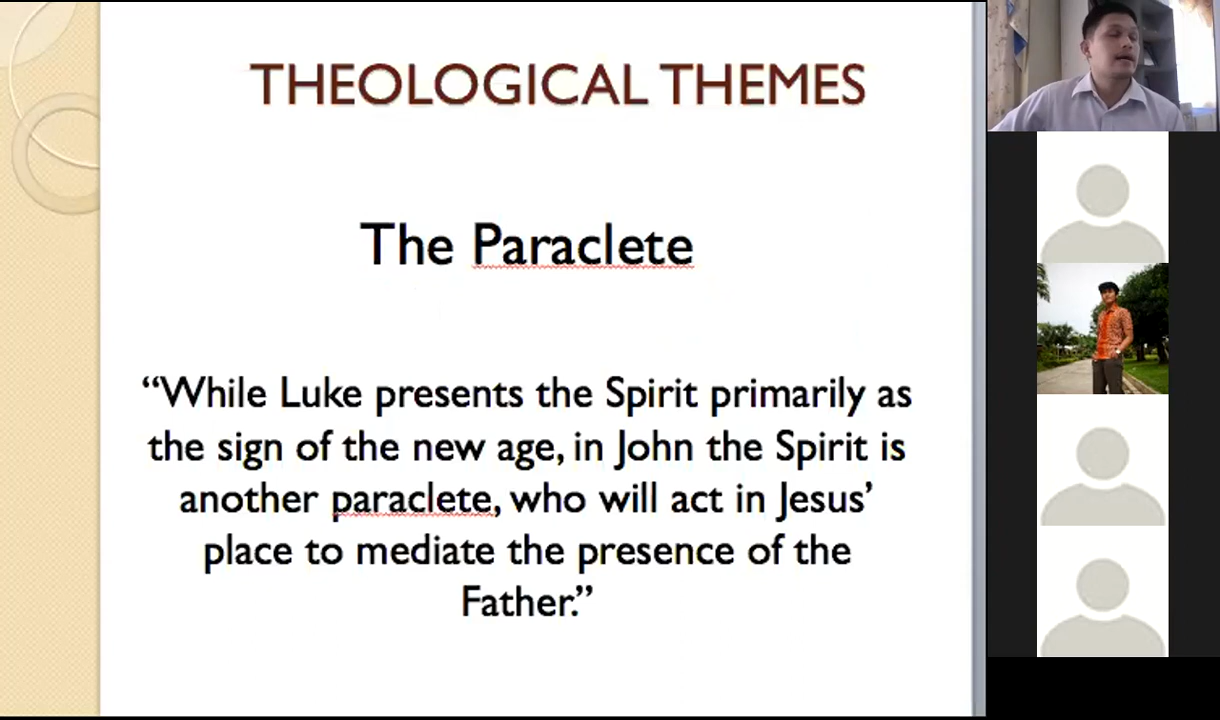 THEOLOGICAL THEMES
The Paraclete
“While Luke presents the Spirit primarily as
the sign of the new age, in John the Spirit is
another paraclete, who will act in Jesus’
place to mediate the presence of the
Father.”